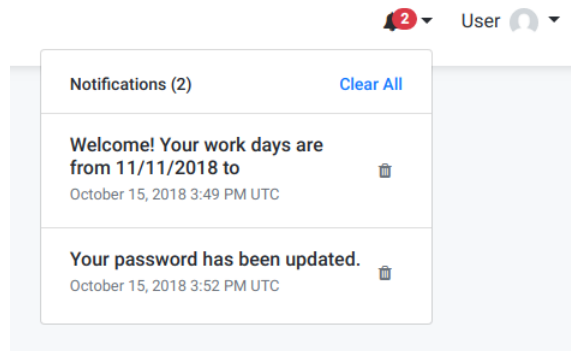 2
User
Notifications (2)
Clear All
Welcome! Your work days are
from 11/11/2018 to
October 15, 2018 3:49 PM UTC
Your password has been updated.
October 15, 2018 3:52 PM UTC